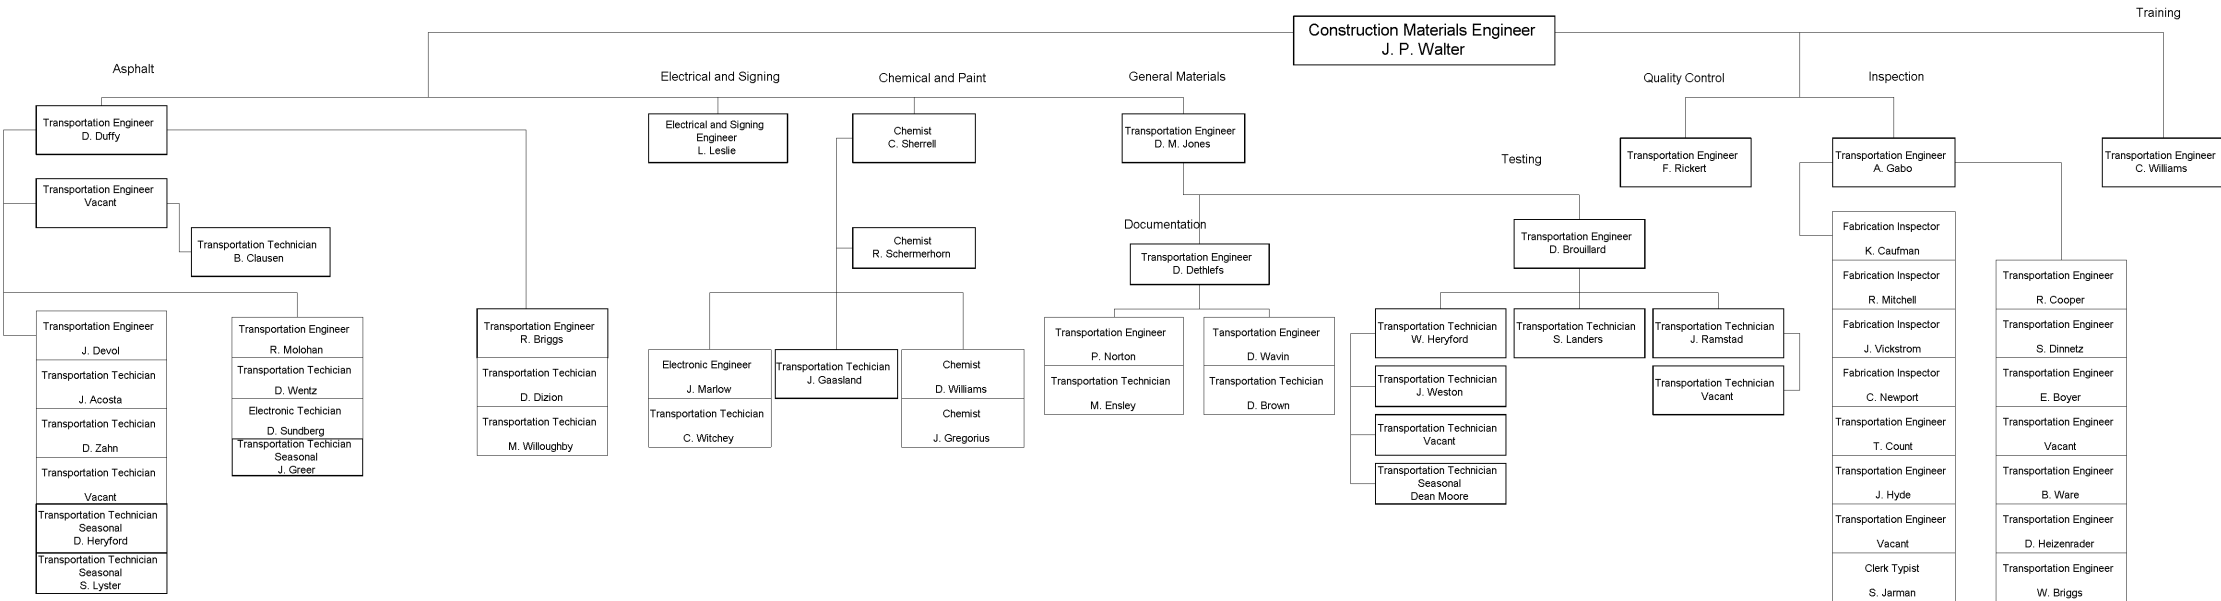 Training
Construction Materials Engineer
J. P. Walter
Asphalt
Electrical and Signing
Chemical and Paint
General Materials
Quality Control
Inspection
Transportation Engineer
D. Duffy
Electrical and Signing
Engineer
L. Leslie
Chemist
C. Sherrell
Transportation Engineer
D. M. Jones
Testing
Transportation Engineer
F. Rickert
Transportation Engineer
A. Gabo
Transportation Engineer
C. Williams
Transportation Engineer
Vacant
Transportation Technician
B. Clausen
Chemist
R. Schermerhorn
Documentation
Transportation Engineer
D. Dethlefs
Transportation Engineer
D. Brouillard
Transportation Engineer
J. Devol
Transportation Techician
J. Acosta
Transportation Techician
D. Zahn
Transportation Techician
Vacant
Transportation Technician
Seasonal
D. Heryford
Transportation Technician
Seasonal
S. Lyster
Transportation Engineer
R. Molohan
Transportation Techician
D. Wentz
Electronic Techician
D. Sundberg
Transportation Techician
Seasonal
J. Greer
Transportation Engineer
R. Briggs
Transportation Techician
D. Dizion
Transportation Techician
M. Willoughby
Electronic Engineer
J. Marlow
Transportation Techician
C. Witchey
Transportation Techician
J. Gaasland
Chemist
D. Williams
Chemist
J. Gregorius
Transportation Engineer
P. Norton
Transportation Technician
M. Ensley
Tansportation Engineer
D. Wavin
Transportation Techician
D. Brown
Transportation Technician
W. Heryford
Transportation Technician
J. Weston
Transportation Technician
Vacant
Transportation Technician
Seasonal
Dean Moore
Transportation Technician
S. Landers
Transportation Technician
J. Ramstad
Transportation Technician
Vacant
Fabrication Inspector
K. Caufman
Fabrication Inspector
R. Mitchell
Fabrication Inspector
J. Vickstrom
Fabrication Inspector
C. Newport
Transportation Engineer
T. Count
Transportation Engineer
J. Hyde
Transportation Engineer
Vacant
Clerk Typist
S. Jarman
Transportation Engineer
R. Cooper
Transportation Engineer
S. Dinnetz
Transportation Engineer
E. Boyer
Transportation Engineer
Vacant
Transportation Engineer
B. Ware
Transportation Engineer
D. Heizenrader
Transportation Engineer
W. Briggs